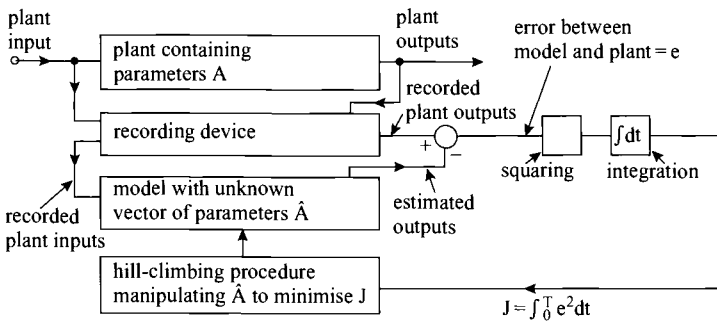 plant
input
plant containing
parameters A
plant
outputs
error between
model and plant = e
recorded
plant outputs
recording device
+
−
∫dt
squaring
integration
model with unknown
vector of parameters Â
recorded
plant inputs
estimated
outputs
hill-climbing procedure
manipulating Â to minimise J
J = ∫₀ᵀ e²dt